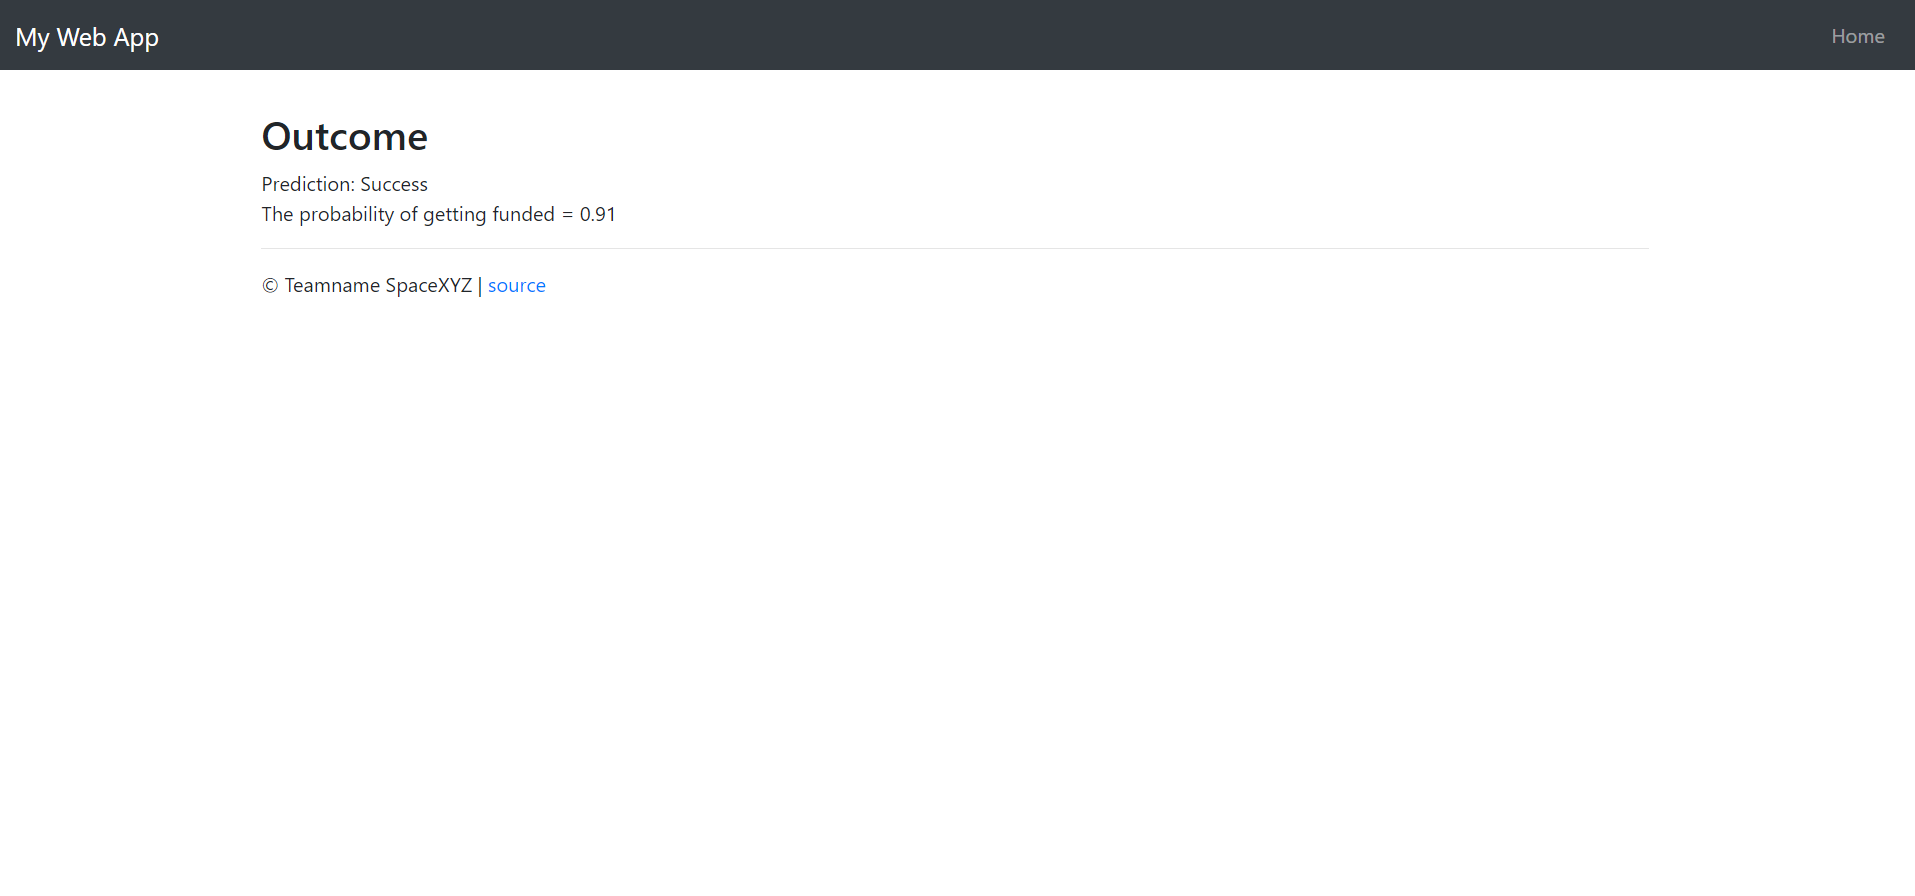 My Web App
Home
Outcome
Prediction: Success
The probability of getting funded = 0.91
© Teamname SpaceXYZ | source